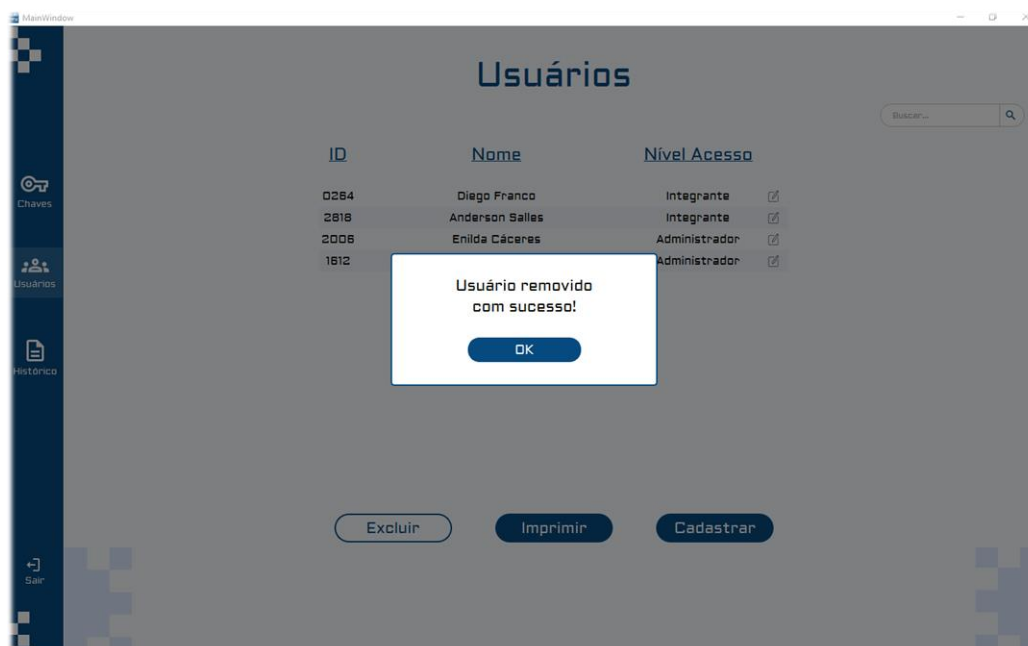 MainWindow
Usuários
Buscar...
ID Nome Nível Acesso
0264 Diego Franco Integrante
2818 Anderson Salles Integrante
2006 Enilda Cáceres Administrador
1612 Administrador
Chaves
Usuários
Histórico
Sair
Usuário removido
com sucesso!
OK
Excluir Imprimir Cadastrar